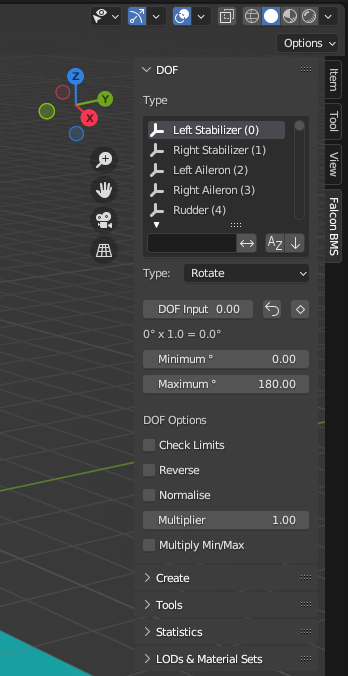 Options
Z
Y
X
DOF
Type
Left Stabilizer (0)
Right Stabilizer (1)
Left Aileron (2)
Right Aileron (3)
Rudder (4)
AZ
Type: Rotate
DOF Input 0.00
0° x 1.0 = 0.0°
Minimum ° 0.00
Maximum ° 180.00
DOF Options
Check Limits
Reverse
Normalise
Multiplier 1.00
Multiply Min/Max
Create
Tools
Statistics
LODs & Material Sets
Item
Tool
View
Falcon BMS